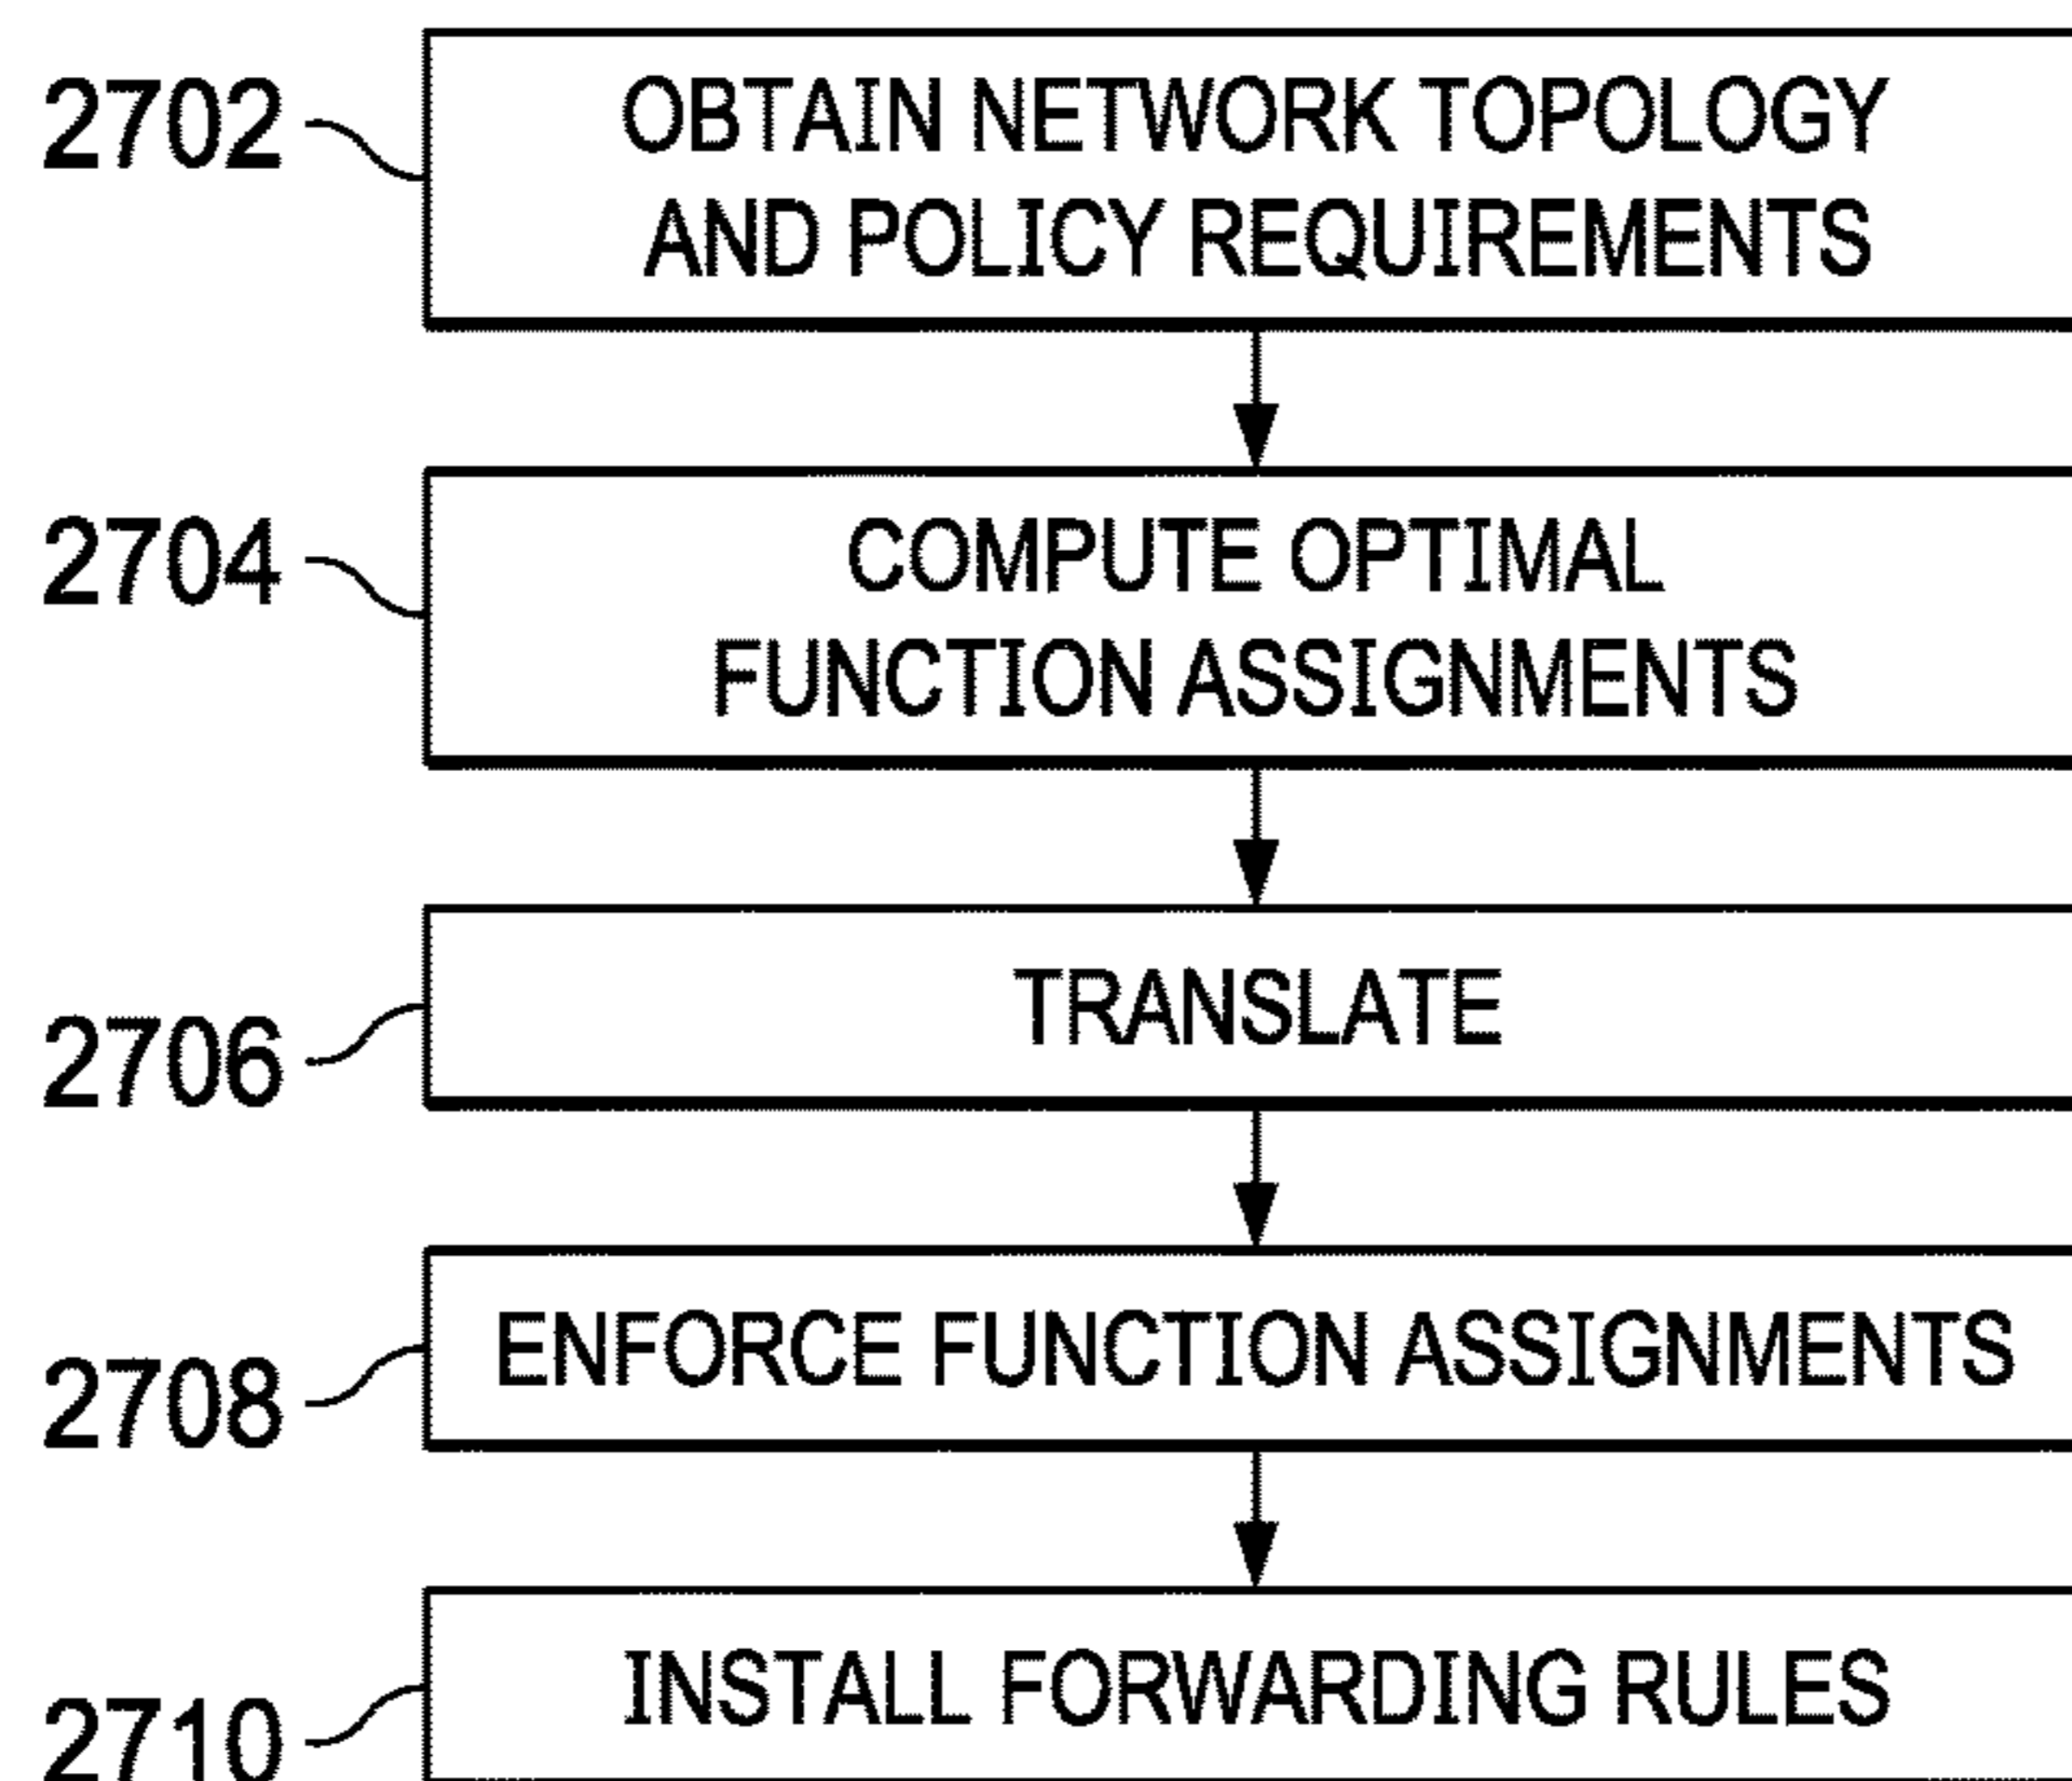 2702
OBTAIN NETWORK TOPOLOGY
AND POLICY REQUIREMENTS
2704
COMPUTE OPTIMAL
FUNCTION ASSIGNMENTS
2706
TRANSLATE
2708
ENFORCE FUNCTION ASSIGNMENTS
2710
INSTALL FORWARDING RULES